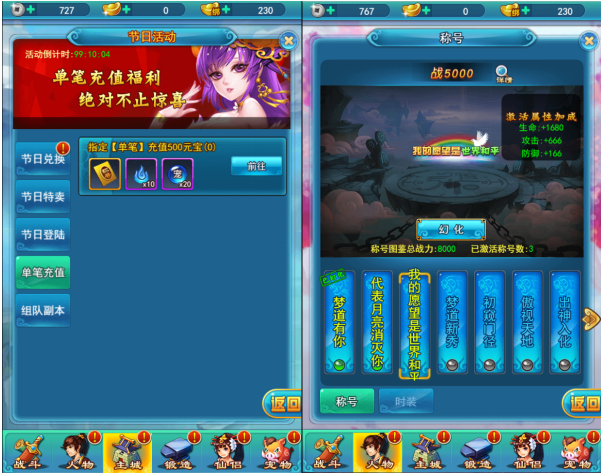 727
0
230
节日活动
活动倒计时:99:10:04
单笔充值福利
绝对不止惊喜
节日兑换
节日特卖
节日登陆
单笔充值
组队副本
指定【单笔】充值500元宝(0)
x10
宠
x20
前往
返回
战斗
人物
主城
锻造
仙侣
宠物
767
0
230
称号
战5000
激活属性加成
生命:+1680
攻击:+666
防御:+166
我的愿望是世界和平
幻化
称号图鉴总战力:8000
已激活称号数:3
梦道有你
代表月亮消灭你
我的愿望是世界和平
梦道新秀
初窥门径
傲视天地
出神入化
称号
时装
返回
战斗
人物
主城
锻造
仙侣
宠物